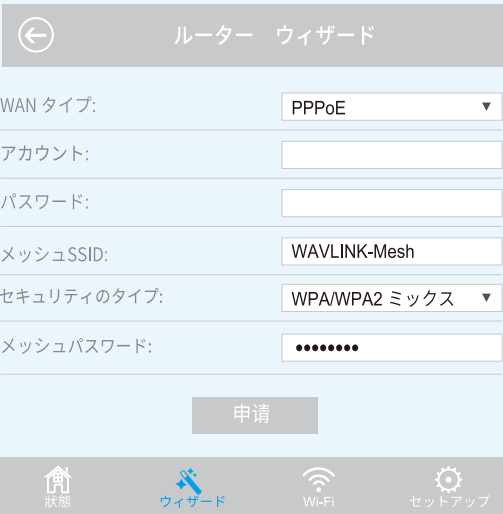 ルーター ウィザード
WAN タイプ: PPPoE ▼
アカウント:
パスワード:
メッシュSSID: WAVLINK-Mesh
セキュリティのタイプ: WPA/WPA2 ミックス ▼
メッシュパスワード: ••••••••
申请
狀態 ウィザード Wi-Fi セットアップ